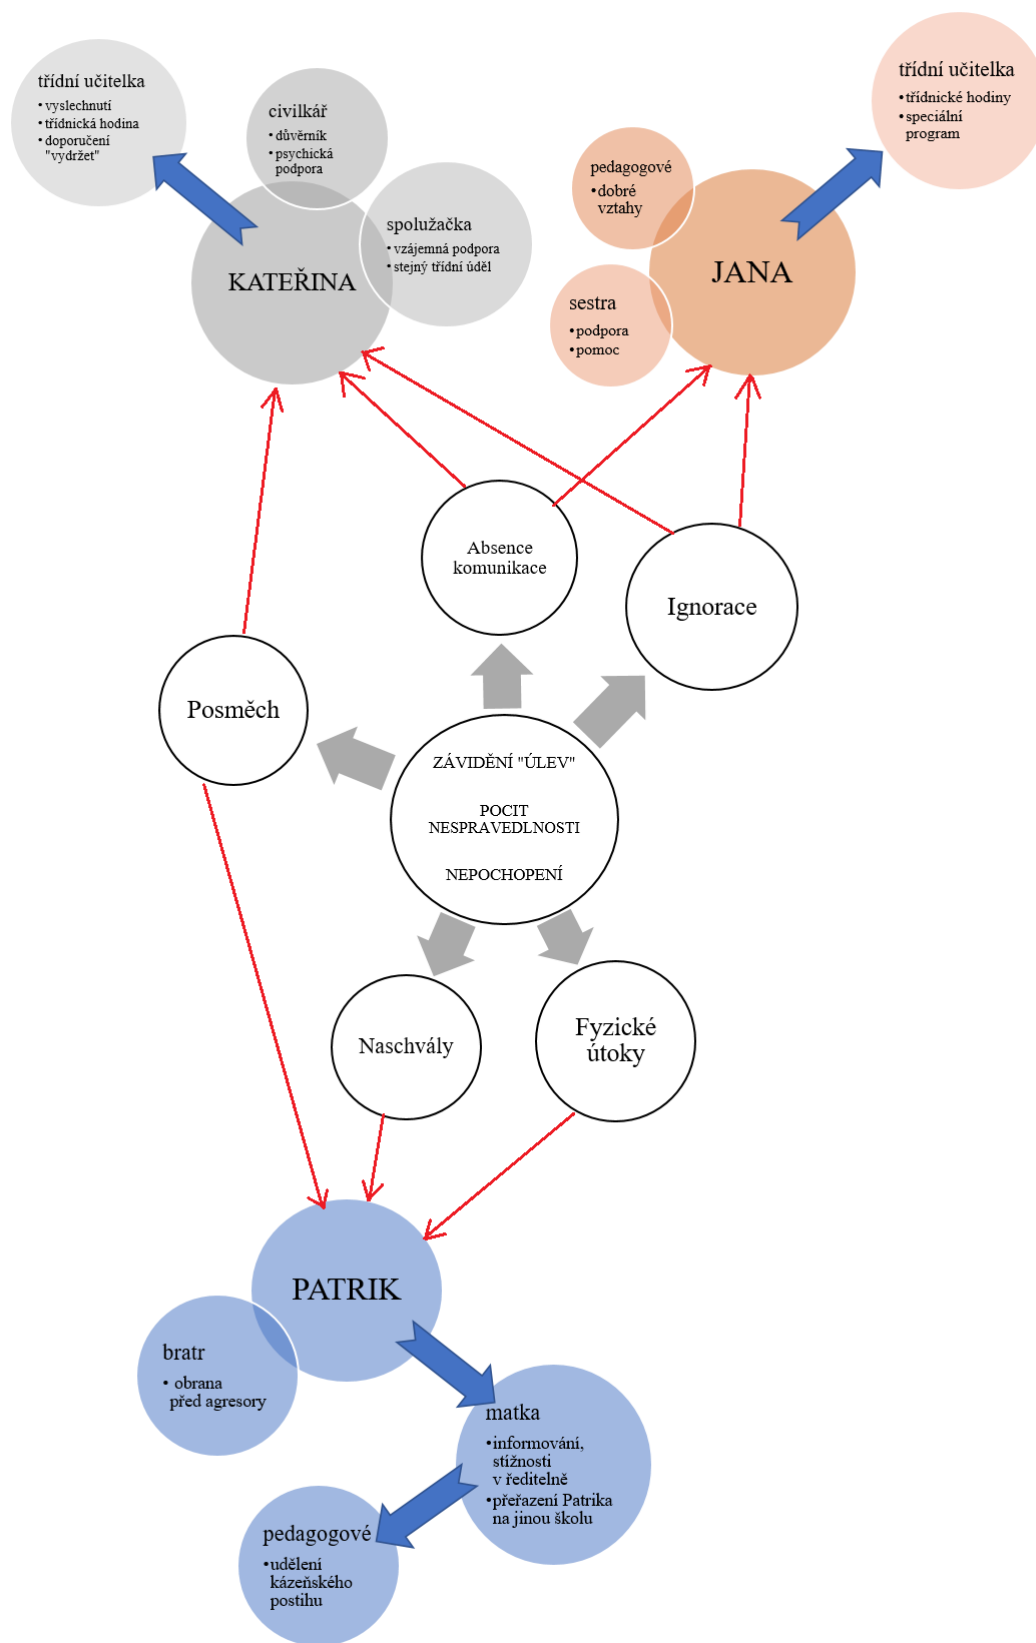 třídní učitelka
• vyslechnutí
• třídnická hodina
• doporučení
"vydržet"
civilkář
• důvěrník
• psychická
podpora
spolužačka
• vzájemná podpora
• stejný třídní úděl
KATEŘINA
třídní učitelka
• třídnické hodiny
• speciální
program
pedagogové
• dobré
vztahy
JANA
sestra
• podpora
• pomoc
Absence
komunikace
Ignorace
Posměch
ZÁVIDĚNÍ "ÚLEV"
POCIT
NESPRAVEDLNOSTI
NEPOCHOPENÍ
Naschvály
Fyzické
útoky
PATRIK
bratr
• obrana
před agresory
matka
• informování,
stížnosti
v ředitelně
• přeřazení Patrika
na jinou školu
pedagogové
• udělení
kázeňského
postihu